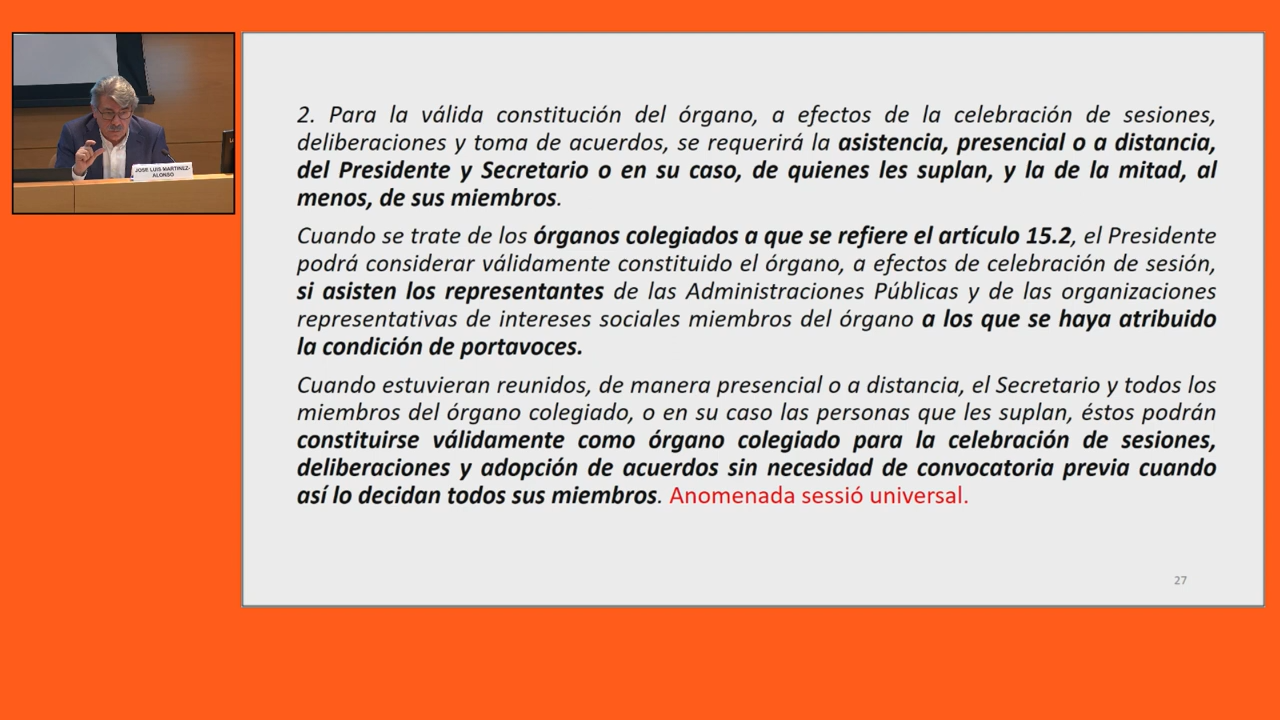 JOSE LUIS MARTINEZ-
ALONSO
2. Para la válida constitución del órgano, a efectos de la celebración de sesiones,
deliberaciones y toma de acuerdos, se requerirá la asistencia, presencial o a distancia,
del Presidente y Secretario o en su caso, de quienes les suplan, y la de la mitad, al
menos, de sus miembros.
Cuando se trate de los órganos colegiados a que se refiere el artículo 15.2, el Presidente
podrá considerar válidamente constituido el órgano, a efectos de celebración de sesión,
si asisten los representantes de las Administraciones Públicas y de las organizaciones
representativas de intereses sociales miembros del órgano a los que se haya atribuido
la condición de portavoces.
Cuando estuvieran reunidos, de manera presencial o a distancia, el Secretario y todos los
miembros del órgano colegiado, o en su caso las personas que les suplan, éstos podrán
constituirse válidamente como órgano colegiado para la celebración de sesiones,
deliberaciones y adopción de acuerdos sin necesidad de convocatoria previa cuando
así lo decidan todos sus miembros. Anomenada sessió universal.
27